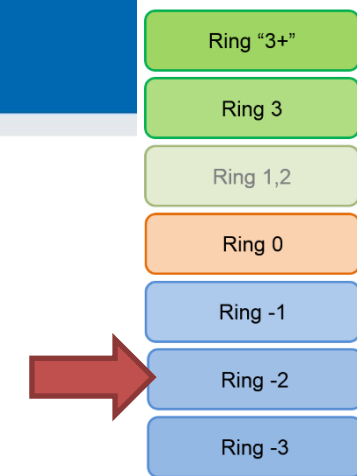 Ring “3+”
Ring 3
Ring 1,2
Ring 0
Ring -1
Ring -2
Ring -3